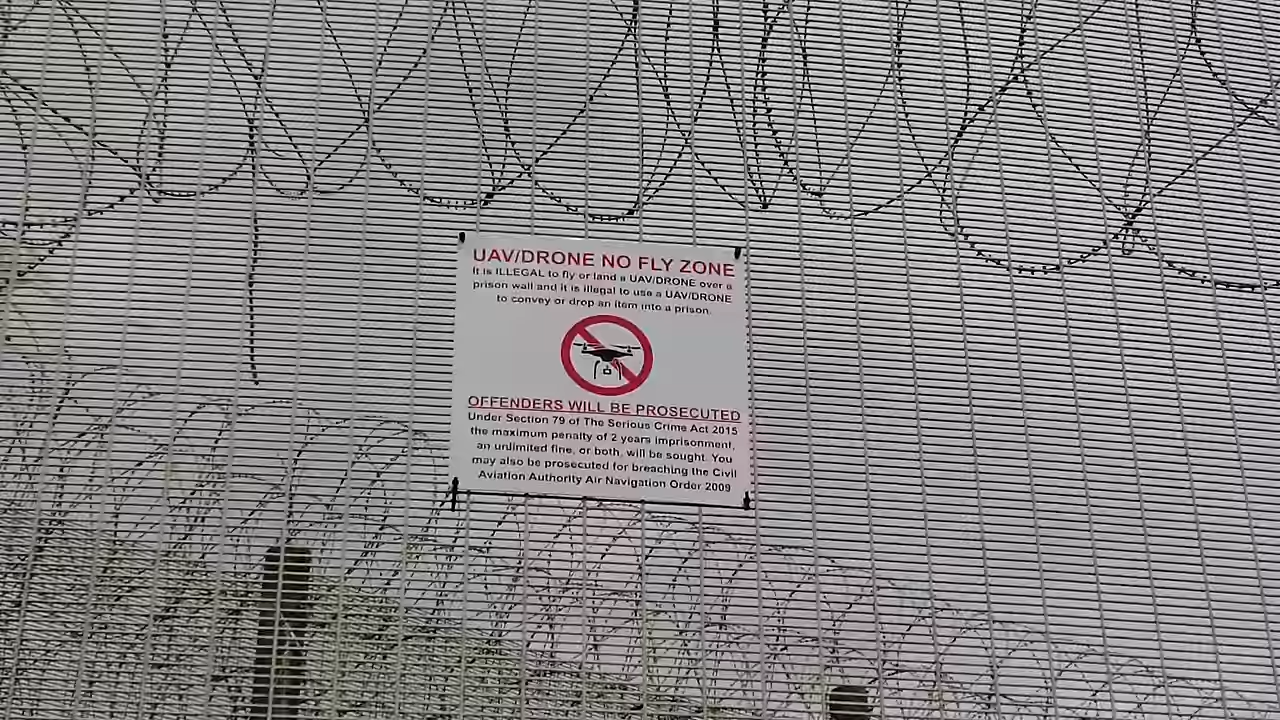 UAV/DRONE NO FLY ZONE
It is ILLEGAL to fly or land a UAV/DRONE over a
prison wall and it is illegal to use a UAV/DRONE
to convey or drop an item into a prison.
OFFENDERS WILL BE PROSECUTED
Under Section 79 of The Serious Crime Act 2015
the maximum penalty of 2 years imprisonment,
an unlimited fine, or both, will be sought. You
may also be prosecuted for breaching the Civil
Aviation Authority Air Navigation Order 2009